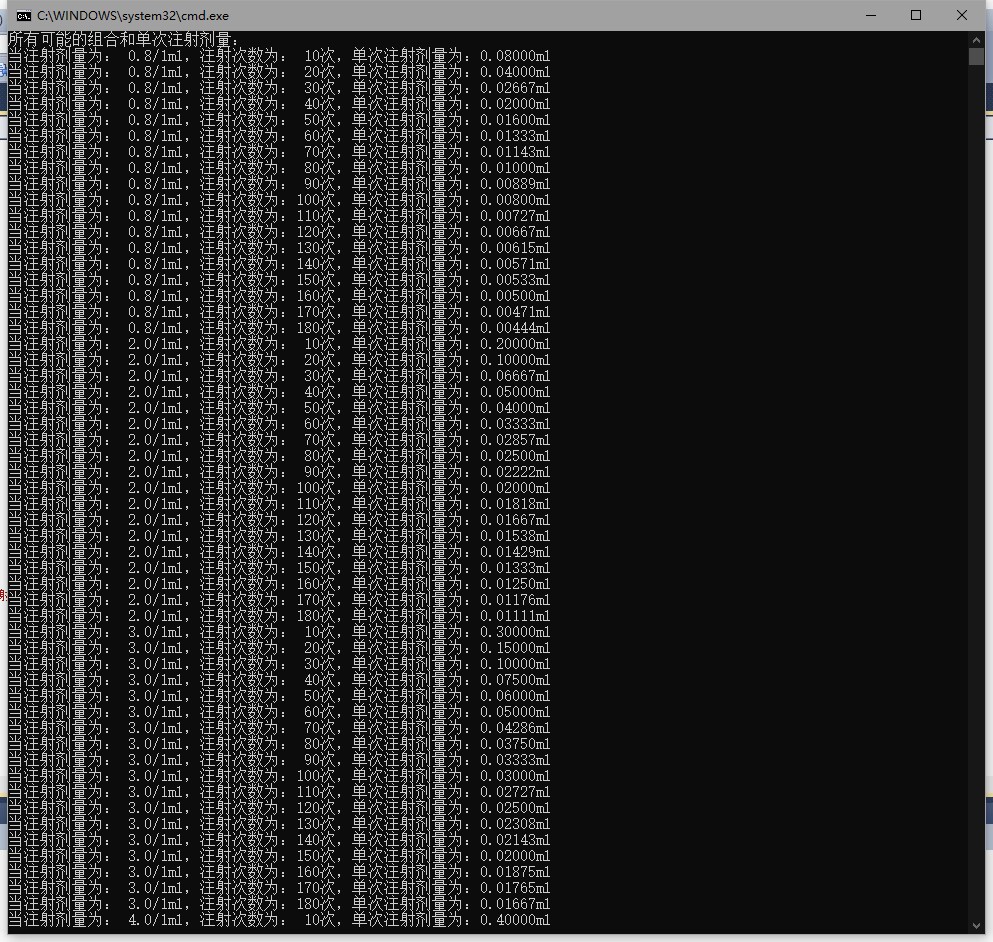 C:\WINDOWS\system32\cmd.exe
所有可能的组合和单次注射剂量:
当注射剂量为: 0.8/1ml, 注射次数为: 10次, 单次注射剂量为: 0.08000ml
当注射剂量为: 0.8/1ml, 注射次数为: 20次, 单次注射剂量为: 0.04000ml
当注射剂量为: 0.8/1ml, 注射次数为: 30次, 单次注射剂量为: 0.02667ml
当注射剂量为: 0.8/1ml, 注射次数为: 40次, 单次注射剂量为: 0.02000ml
当注射剂量为: 0.8/1ml, 注射次数为: 50次, 单次注射剂量为: 0.01600ml
当注射剂量为: 0.8/1ml, 注射次数为: 60次, 单次注射剂量为: 0.01333ml
当注射剂量为: 0.8/1ml, 注射次数为: 70次, 单次注射剂量为: 0.01143ml
当注射剂量为: 0.8/1ml, 注射次数为: 80次, 单次注射剂量为: 0.01000ml
当注射剂量为: 0.8/1ml, 注射次数为: 90次, 单次注射剂量为: 0.00889ml
当注射剂量为: 0.8/1ml, 注射次数为: 100次, 单次注射剂量为: 0.00800ml
当注射剂量为: 0.8/1ml, 注射次数为: 110次, 单次注射剂量为: 0.00727ml
当注射剂量为: 0.8/1ml, 注射次数为: 120次, 单次注射剂量为: 0.00667ml
当注射剂量为: 0.8/1ml, 注射次数为: 130次, 单次注射剂量为: 0.00615ml
当注射剂量为: 0.8/1ml, 注射次数为: 140次, 单次注射剂量为: 0.00571ml
当注射剂量为: 0.8/1ml, 注射次数为: 150次, 单次注射剂量为: 0.00533ml
当注射剂量为: 0.8/1ml, 注射次数为: 160次, 单次注射剂量为: 0.00500ml
当注射剂量为: 0.8/1ml, 注射次数为: 170次, 单次注射剂量为: 0.00471ml
当注射剂量为: 0.8/1ml, 注射次数为: 180次, 单次注射剂量为: 0.00444ml
当注射剂量为: 2.0/1ml, 注射次数为: 10次, 单次注射剂量为: 0.20000ml
当注射剂量为: 2.0/1ml, 注射次数为: 20次, 单次注射剂量为: 0.10000ml
当注射剂量为: 2.0/1ml, 注射次数为: 30次, 单次注射剂量为: 0.06667ml
当注射剂量为: 2.0/1ml, 注射次数为: 40次, 单次注射剂量为: 0.05000ml
当注射剂量为: 2.0/1ml, 注射次数为: 50次, 单次注射剂量为: 0.04000ml
当注射剂量为: 2.0/1ml, 注射次数为: 60次, 单次注射剂量为: 0.03333ml
当注射剂量为: 2.0/1ml, 注射次数为: 70次, 单次注射剂量为: 0.02857ml
当注射剂量为: 2.0/1ml, 注射次数为: 80次, 单次注射剂量为: 0.02500ml
当注射剂量为: 2.0/1ml, 注射次数为: 90次, 单次注射剂量为: 0.02222ml
当注射剂量为: 2.0/1ml, 注射次数为: 100次, 单次注射剂量为: 0.02000ml
当注射剂量为: 2.0/1ml, 注射次数为: 110次, 单次注射剂量为: 0.01818ml
当注射剂量为: 2.0/1ml, 注射次数为: 120次, 单次注射剂量为: 0.01667ml
当注射剂量为: 2.0/1ml, 注射次数为: 130次, 单次注射剂量为: 0.01538ml
当注射剂量为: 2.0/1ml, 注射次数为: 140次, 单次注射剂量为: 0.01429ml
当注射剂量为: 2.0/1ml, 注射次数为: 150次, 单次注射剂量为: 0.01333ml
当注射剂量为: 2.0/1ml, 注射次数为: 160次, 单次注射剂量为: 0.01250ml
当注射剂量为: 2.0/1ml, 注射次数为: 170次, 单次注射剂量为: 0.01176ml
当注射剂量为: 2.0/1ml, 注射次数为: 180次, 单次注射剂量为: 0.01111ml
当注射剂量为: 3.0/1ml, 注射次数为: 10次, 单次注射剂量为: 0.30000ml
当注射剂量为: 3.0/1ml, 注射次数为: 20次, 单次注射剂量为: 0.15000ml
当注射剂量为: 3.0/1ml, 注射次数为: 30次, 单次注射剂量为: 0.10000ml
当注射剂量为: 3.0/1ml, 注射次数为: 40次, 单次注射剂量为: 0.07500ml
当注射剂量为: 3.0/1ml, 注射次数为: 50次, 单次注射剂量为: 0.06000ml
当注射剂量为: 3.0/1ml, 注射次数为: 60次, 单次注射剂量为: 0.05000ml
当注射剂量为: 3.0/1ml, 注射次数为: 70次, 单次注射剂量为: 0.04286ml
当注射剂量为: 3.0/1ml, 注射次数为: 80次, 单次注射剂量为: 0.03750ml
当注射剂量为: 3.0/1ml, 注射次数为: 90次, 单次注射剂量为: 0.03333ml
当注射剂量为: 3.0/1ml, 注射次数为: 100次, 单次注射剂量为: 0.03000ml
当注射剂量为: 3.0/1ml, 注射次数为: 110次, 单次注射剂量为: 0.02727ml
当注射剂量为: 3.0/1ml, 注射次数为: 120次, 单次注射剂量为: 0.02500ml
当注射剂量为: 3.0/1ml, 注射次数为: 130次, 单次注射剂量为: 0.02308ml
当注射剂量为: 3.0/1ml, 注射次数为: 140次, 单次注射剂量为: 0.02143ml
当注射剂量为: 3.0/1ml, 注射次数为: 150次, 单次注射剂量为: 0.02000ml
当注射剂量为: 3.0/1ml, 注射次数为: 160次, 单次注射剂量为: 0.01875ml
当注射剂量为: 3.0/1ml, 注射次数为: 170次, 单次注射剂量为: 0.01765ml
当注射剂量为: 3.0/1ml, 注射次数为: 180次, 单次注射剂量为: 0.01667ml
当注射剂量为: 4.0/1ml, 注射次数为: 10次, 单次注射剂量为: 0.40000ml